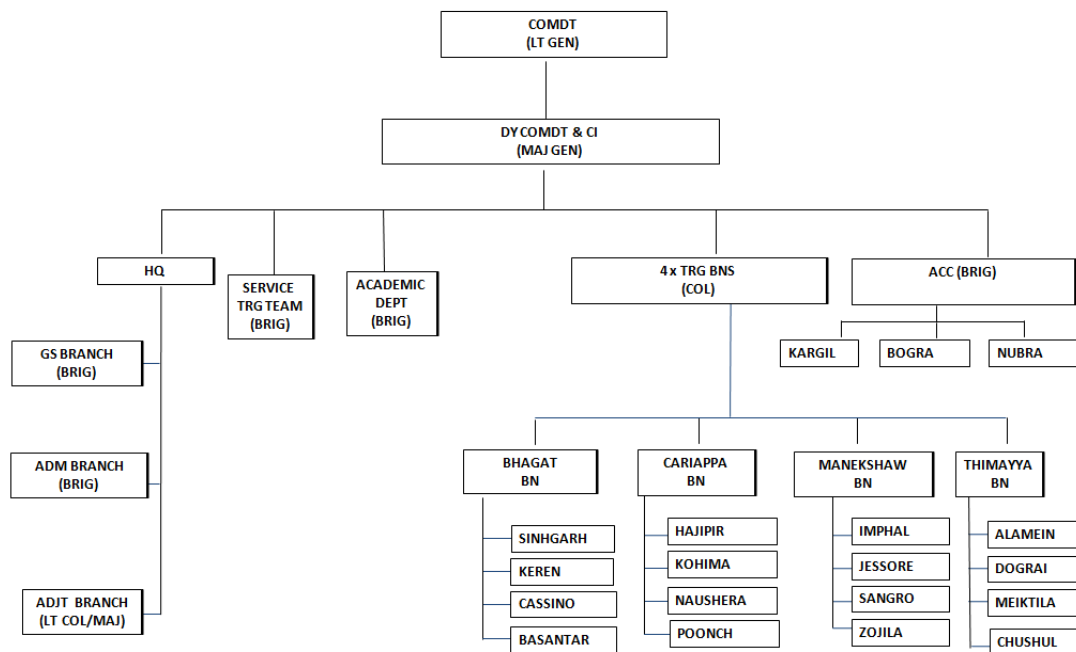 COMDT
(LT GEN)
DY COMDT & CI
(MAJ GEN)
HQ
SERVICE
TRG TEAM
(BRIG)
ACADEMIC
DEPT
(BRIG)
4 x TRG BNS
(COL)
ACC (BRIG)
KARGIL
BOGRA
NUBRA
GS BRANCH
(BRIG)
ADM BRANCH
(BRIG)
ADJT BRANCH
(LT COL/MAJ)
BHAGAT
BN
SINHGARH
KEREN
CASSINO
BASANTAR
CARIAPPA
BN
HAJIPIR
KOHIMA
NAUSHERA
POONCH
MANEKSHAW
BN
IMPHAL
JESSORE
SANGRO
ZOJILA
THIMAYYA
BN
ALAMEIN
DOGRAI
MEIKTILA
CHUSHUL